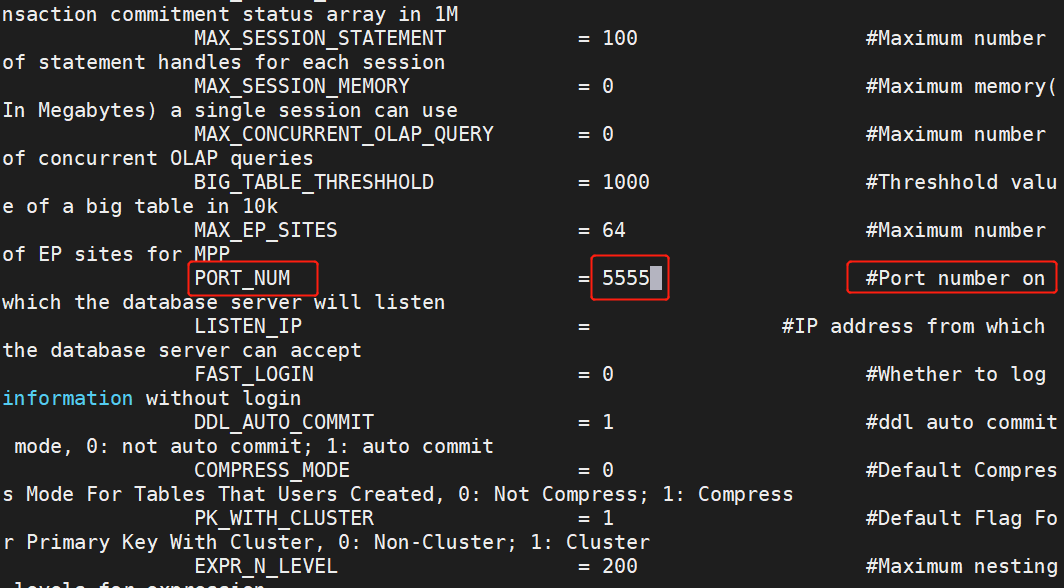 nsaction commitment status array in 1M
MAX_SESSION_STATEMENT = 100 #Maximum number
of statement handles for each session
MAX_SESSION_MEMORY = 0 #Maximum memory(
In Megabytes) a single session can use
MAX_CONCURRENT_OLAP_QUERY = 0 #Maximum number
of concurrent OLAP queries
BIG_TABLE_THRESHHOLD = 1000 #Threshhold valu
e of a big table in 10k
MAX_EP_SITES = 64 #Maximum number
of EP sites for MPP
PORT_NUM = 5555 #Port number on
which the database server will listen
LISTEN_IP = #IP address from which
the database server can accept
FAST_LOGIN = 0 #Whether to log
information without login
DDL_AUTO_COMMIT = 1 #ddl auto commit
mode, 0: not auto commit; 1: auto commit
COMPRESS_MODE = 0 #Default Compres
s Mode For Tables That Users Created, 0: Not Compress; 1: Compress
PK_WITH_CLUSTER = 1 #Default Flag Fo
r Primary Key With Cluster, 0: Non-Cluster; 1: Cluster
EXPR_N_LEVEL = 200 #Maximum nesting
levels for expression